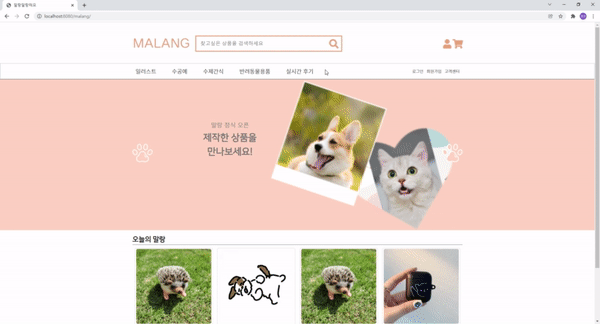 말랑말랑하죠
localhost:8080/malang/
MALANG
찾고싶은 상품을 검색하세요
일러스트 수공예 수제간식 반려동물용품 실시간 후기
로그인 회원가입 고객센터
말랑 정식 오픈
제작한 상품을
만나보세요!
오늘의 말랑